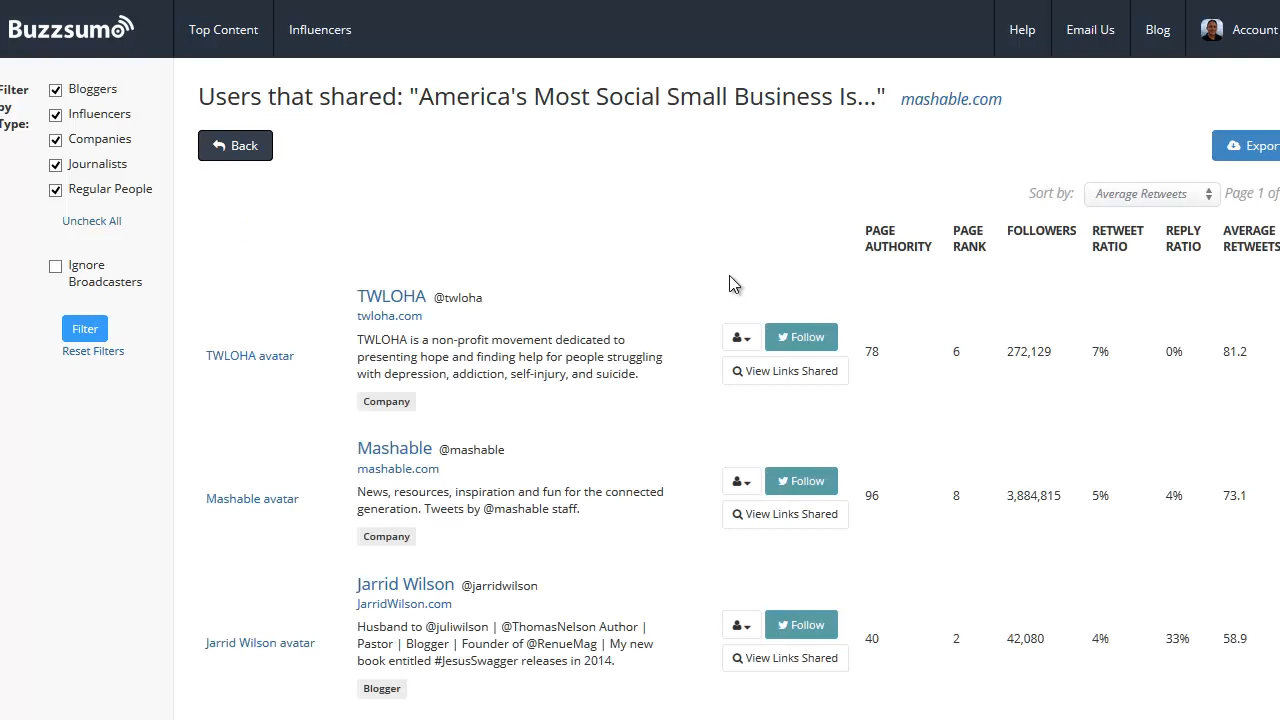 Buzzsumo
Top Content
Influencers
Help
Email Us
Blog
Account
Filter
by
Type:
Bloggers
Influencers
Companies
Journalists
Regular People
Uncheck All
Ignore
Broadcasters
Filter
Reset Filters
Users that shared: "America's Most Social Small Business Is..." mashable.com
Back
Expor
Sort by: Average Retweets Page 1 of
PAGE AUTHORITY
PAGE RANK
FOLLOWERS
RETWEET RATIO
REPLY RATIO
AVERAGE RETWEETS
TWLOHA avatar
TWLOHA @twloha
twloha.com
TWLOHA is a non-profit movement dedicated to
presenting hope and finding help for people struggling
with depression, addiction, self-injury, and suicide.
Company
Follow
View Links Shared
78 6 272,129 7% 0% 81.2
Mashable avatar
Mashable @mashable
mashable.com
News, resources, inspiration and fun for the connected
generation. Tweets by @mashable staff.
Company
Follow
View Links Shared
96 8 3,884,815 5% 4% 73.1
Jarrid Wilson avatar
Jarrid Wilson @jarridwilson
JarridWilson.com
Husband to @juliwilson | @ThomasNelson Author |
Pastor | Blogger | Founder of @RenueMag | My new
book entitled #JesusSwagger releases in 2014.
Blogger
Follow
View Links Shared
40 2 42,080 4% 33% 58.9